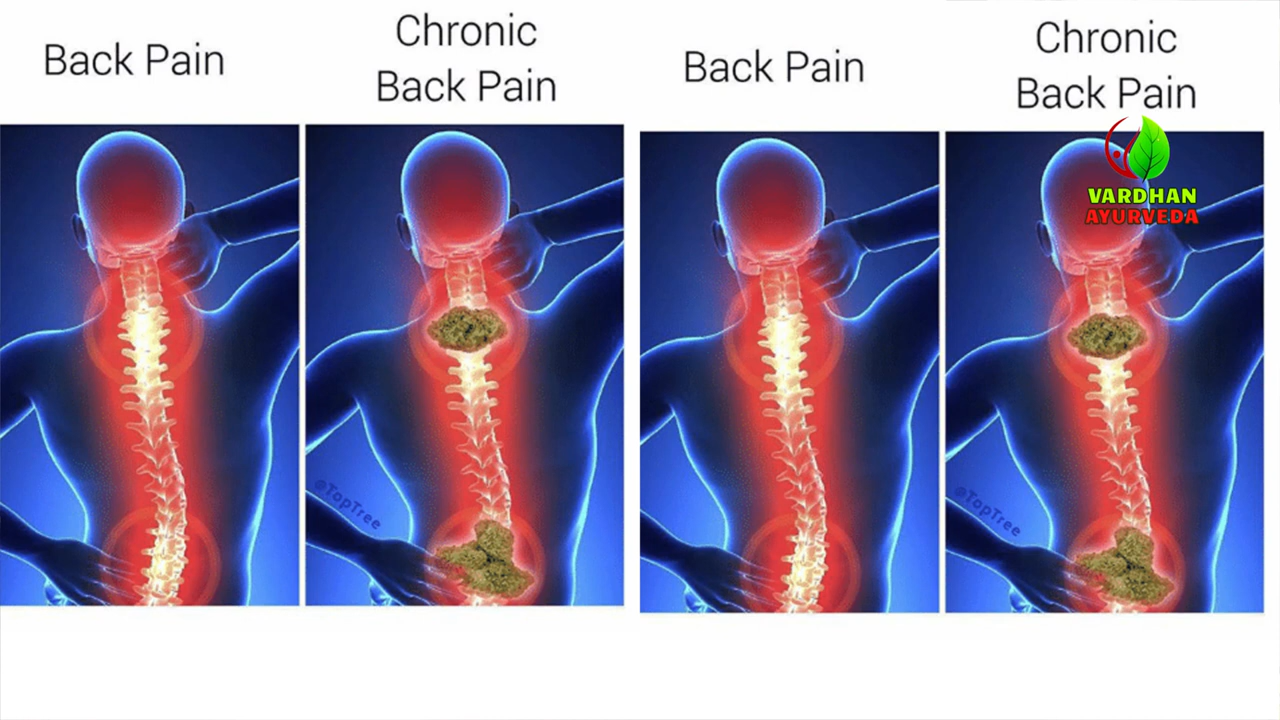 Back Pain
Chronic
Back Pain
@TopTree
Back Pain
Chronic
Back Pain
VARDHAN
AYURVEDA
@TopTree